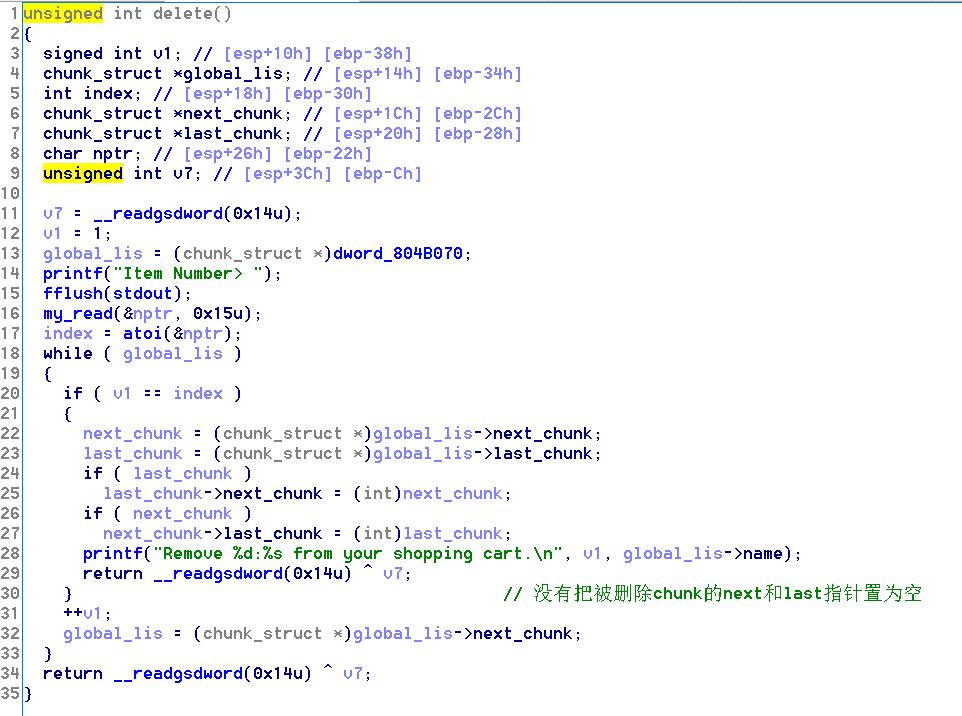 1 unsigned int delete()
2 {
3 signed int v1; // [esp+10h] [ebp-38h]
4 chunk_struct *global_lis; // [esp+14h] [ebp-34h]
5 int index; // [esp+18h] [ebp-30h]
6 chunk_struct *next_chunk; // [esp+1Ch] [ebp-2Ch]
7 chunk_struct *last_chunk; // [esp+20h] [ebp-28h]
8 char nptr; // [esp+26h] [ebp-22h]
9 unsigned int v7; // [esp+3Ch] [ebp-Ch]
10
11 v7 = __readgsdword(0x14u);
12 v1 = 1;
13 global_lis = (chunk_struct *)dword_804B070;
14 printf("Item Number> ");
15 fflush(stdout);
16 my_read(&nptr, 0x15u);
17 index = atoi(&nptr);
18 while ( global_lis )
19 {
20 if ( v1 == index )
21 {
22 next_chunk = (chunk_struct *)global_lis->next_chunk;
23 last_chunk = (chunk_struct *)global_lis->last_chunk;
24 if ( last_chunk )
25 last_chunk->next_chunk = (int)next_chunk;
26 if ( next_chunk )
27 next_chunk->last_chunk = (int)last_chunk;
28 printf("Remove %d:%s from your shopping cart.\n", v1, global_lis->name);
29 return __readgsdword(0x14u) ^ v7;
30 } // 没有把被删除chunk的next和last指针置为空
31 ++v1;
32 global_lis = (chunk_struct *)global_lis->next_chunk;
33 }
34 return __readgsdword(0x14u) ^ v7;
35 }